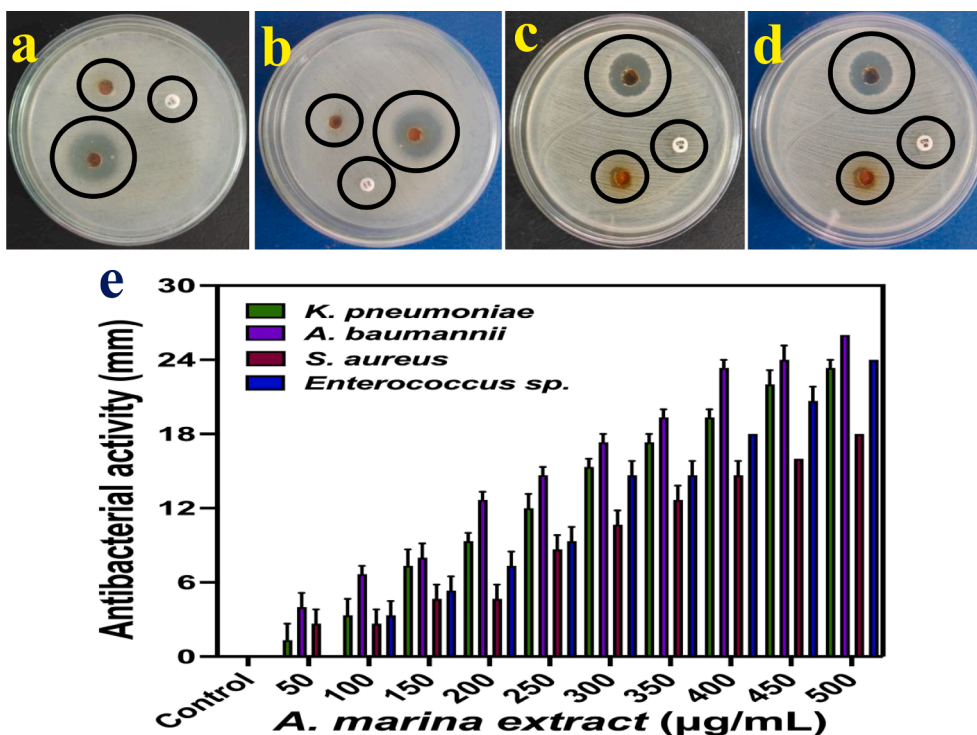 a
b
c
d
e
30
24
18
12
6
0
Antibacterial activity (mm)
K. pneumoniae
A. baumannii
S. aureus
Enterococcus sp.
Control
50
100
150
200
250
300
350
400
450
500
A. marina extract (µg/mL)